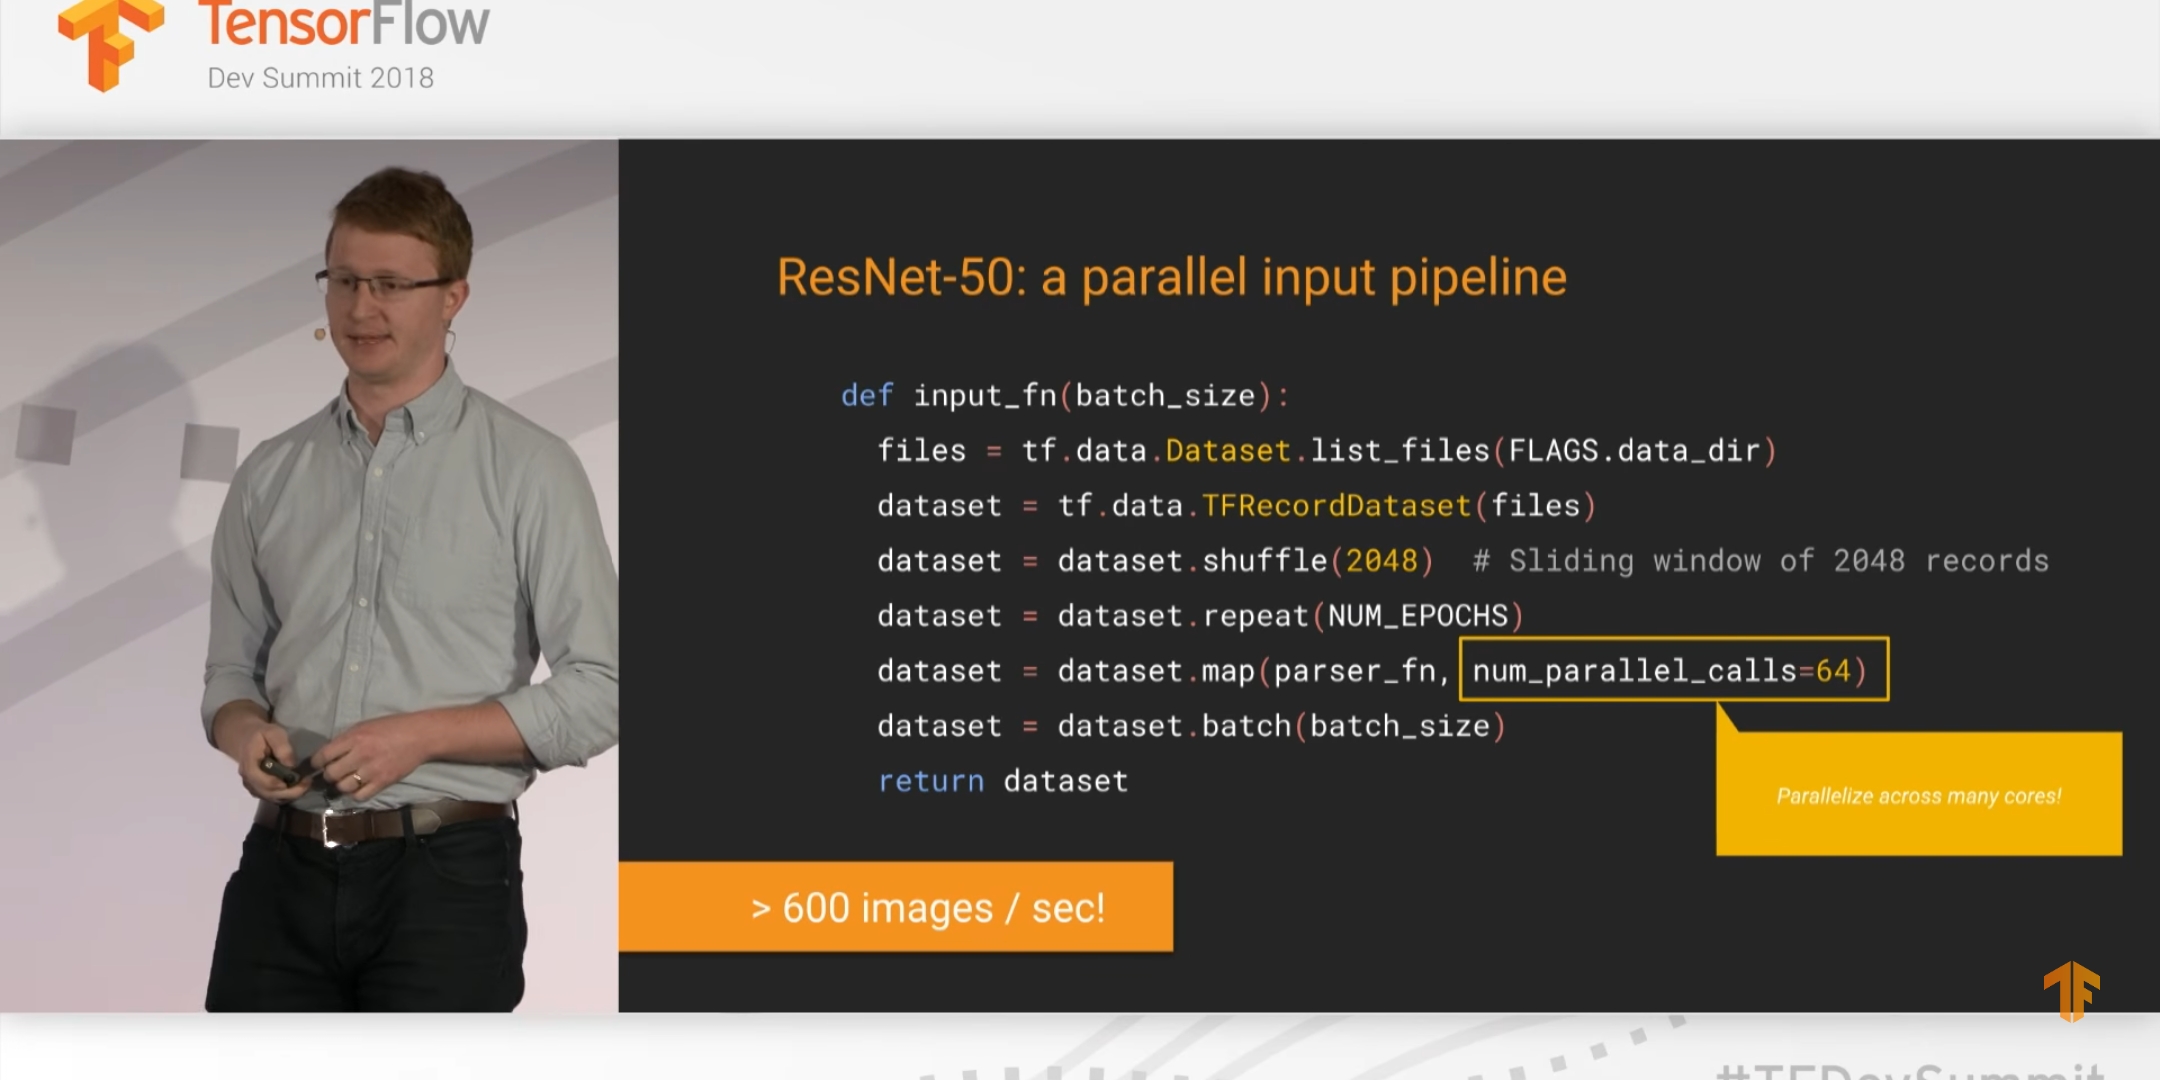 TensorFlow
Dev Summit 2018
ResNet-50: a parallel input pipeline
def input_fn(batch_size):
files = tf.data.Dataset.list_files(FLAGS.data_dir)
dataset = tf.data.TFRecordDataset(files)
dataset = dataset.shuffle(2048)  # Sliding window of 2048 records
dataset = dataset.repeat(NUM_EPOCHS)
dataset = dataset.map(parser_fn, num_parallel_calls=64)
dataset = dataset.batch(batch_size)
return dataset
Parallelize across many cores!
> 600 images / sec!
#TFDevSummit